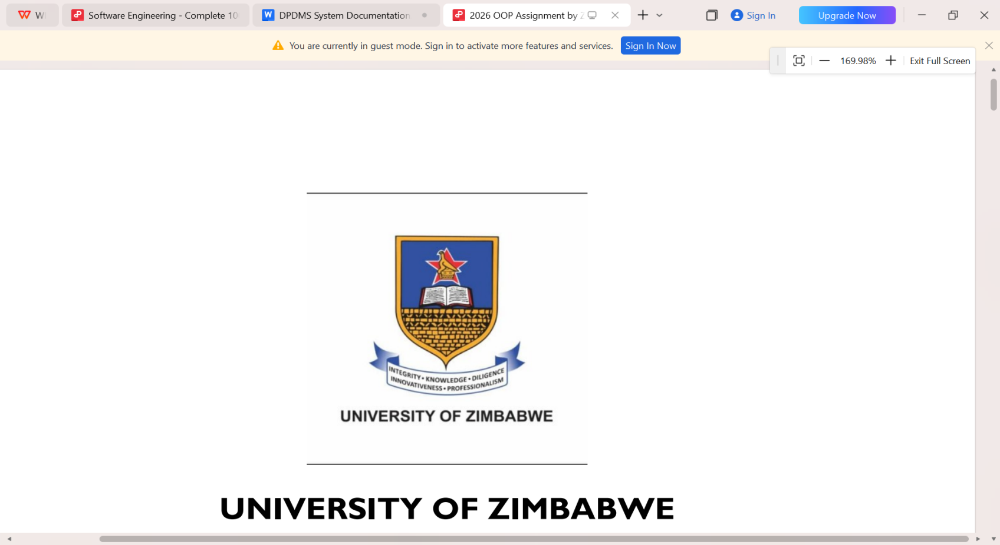 Software Engineering - Complete 10
DPDMS System Documentation
2026 OOP Assignment by
Sign In
Upgrade Now
You are currently in guest mode. Sign in to activate more features and services.
Sign In Now
169.98%
Exit Full Screen
INTEGRITY • KNOWLEDGE • DILIGENCE
INNOVATIVENESS • PROFESSIONALISM
UNIVERSITY OF ZIMBABWE
UNIVERSITY OF ZIMBABWE